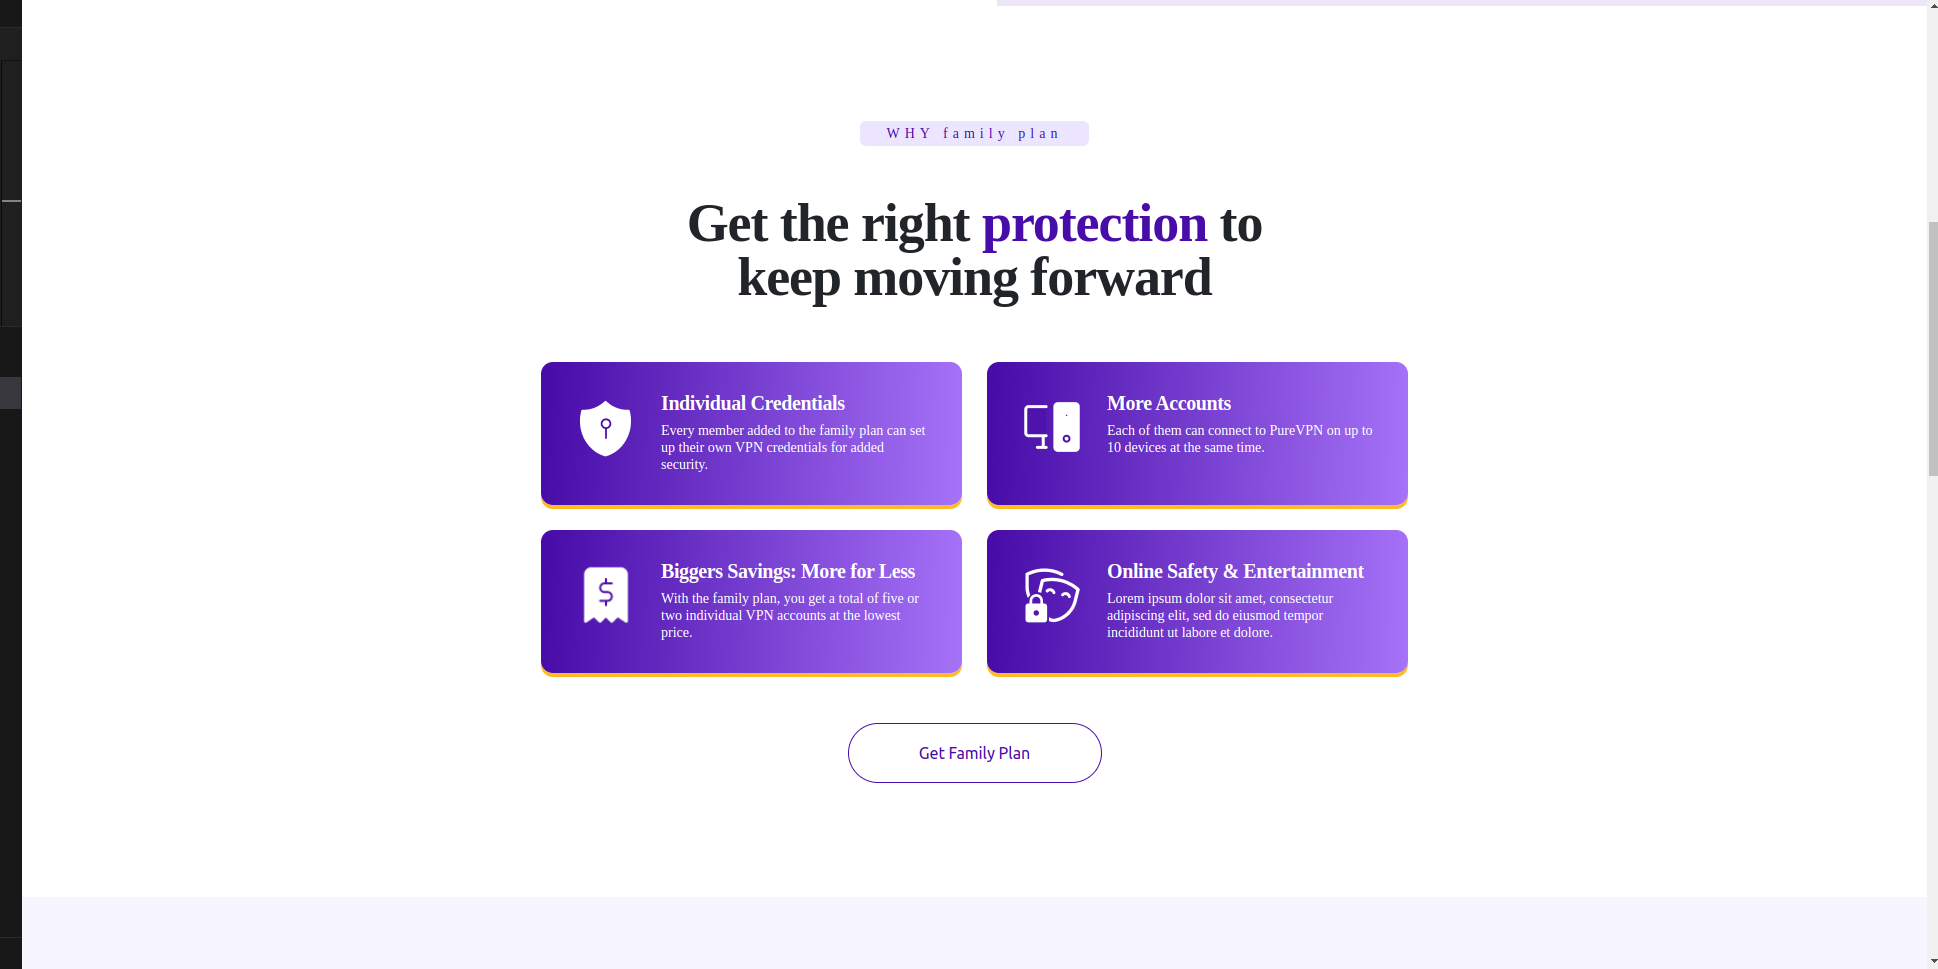 WHY family plan
Get the right protection to
keep moving forward
Individual Credentials
Every member added to the family plan can set
up their own VPN credentials for added
security.
More Accounts
Each of them can connect to PureVPN on up to
10 devices at the same time.
Biggers Savings: More for Less
With the family plan, you get a total of five or
two individual VPN accounts at the lowest
price.
Online Safety & Entertainment
Lorem ipsum dolor sit amet, consectetur
adipiscing elit, sed do eiusmod tempor
incididunt ut labore et dolore.
Get Family Plan